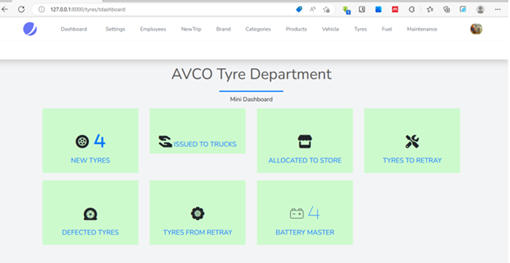 127.0.0.1:8000/tyres/tdashboard
Dashboard Settings Employees NewTrip Brand Categories Products Vehicle Tyres Fuel Maintenance
AVCO Tyre Department
Mini Dashboard
4
NEW TYRES
ISSUED TO TRUCKS
ALLOCATED TO STORE
TYRES TO RETRAY
DEFECTED TYRES
TYRES FROM RETRAY
4
BATTERY MASTER